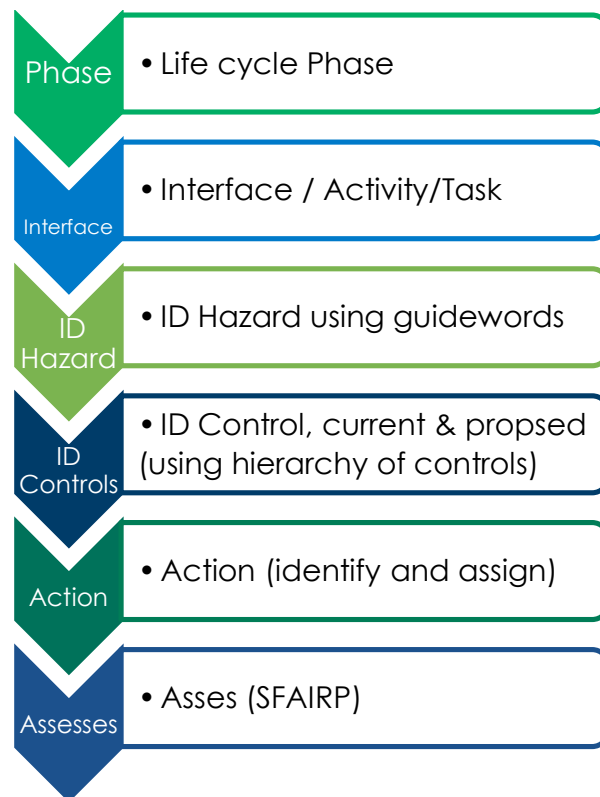 Phase
• Life cycle Phase
Interface
• Interface / Activity/Task
ID
Hazard
• ID Hazard using guidewords
ID
Controls
• ID Control, current & propsed
(using hierarchy of controls)
Action
• Action (identify and assign)
Assesses
• Asses (SFAIRP)